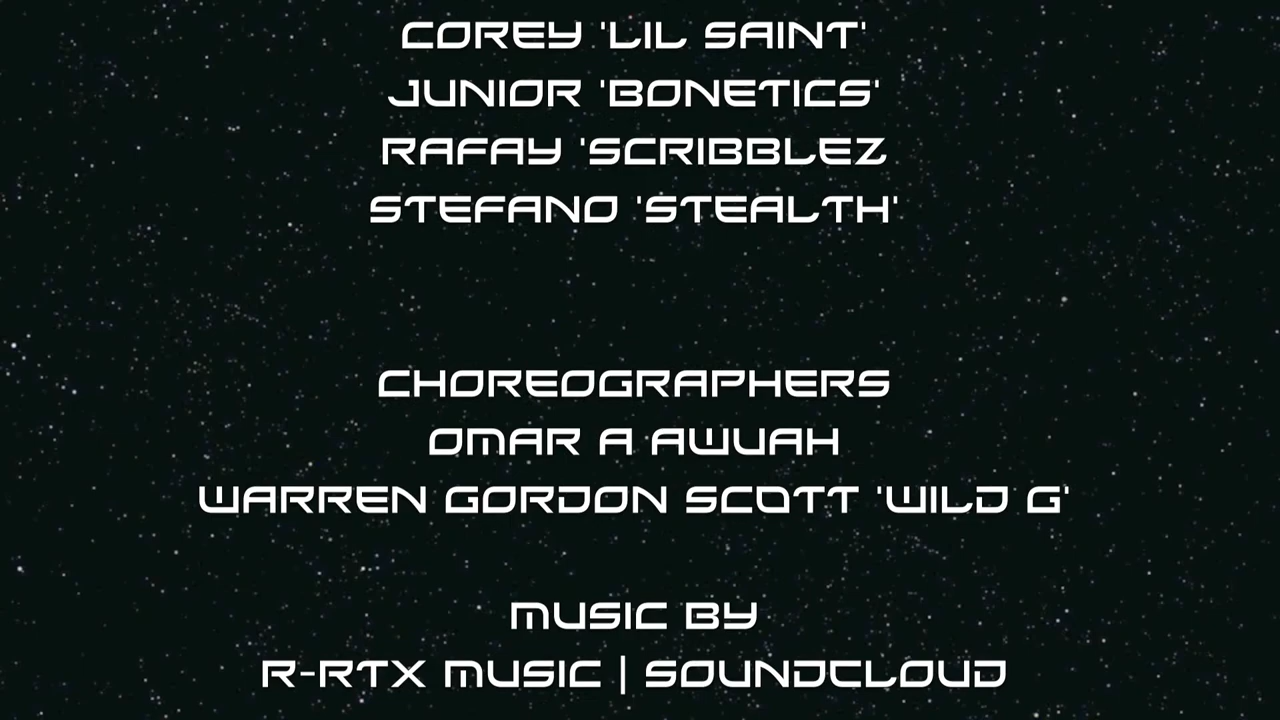 COREY 'LIL SAINT'
JUNIOR 'BONETICS'
RAFAY 'SCRIBBLEZ
STEFANO 'STEALTH'
CHOREOGRAPHERS
OMAR A AWUAH
WARREN GORDON SCOTT 'WILD G'
MUSIC BY
R-RTX MUSIC | SOUNDCLOUD